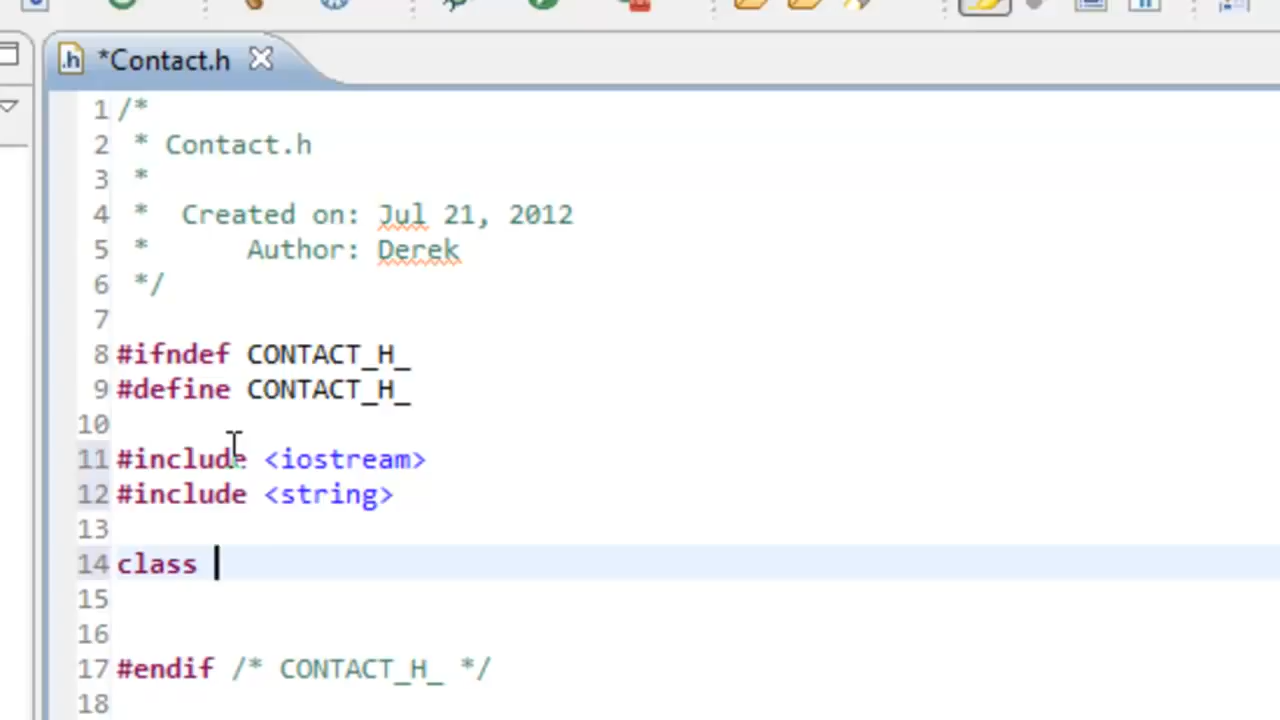 *Contact.h
1 /*
2  * Contact.h
3  *
4  *  Created on: Jul 21, 2012
5  *      Author: Derek
6  */
7
8 #ifndef CONTACT_H_
9 #define CONTACT_H_
10
11 #include <iostream>
12 #include <string>
13
14 class
15
16
17 #endif /* CONTACT_H_ */
18